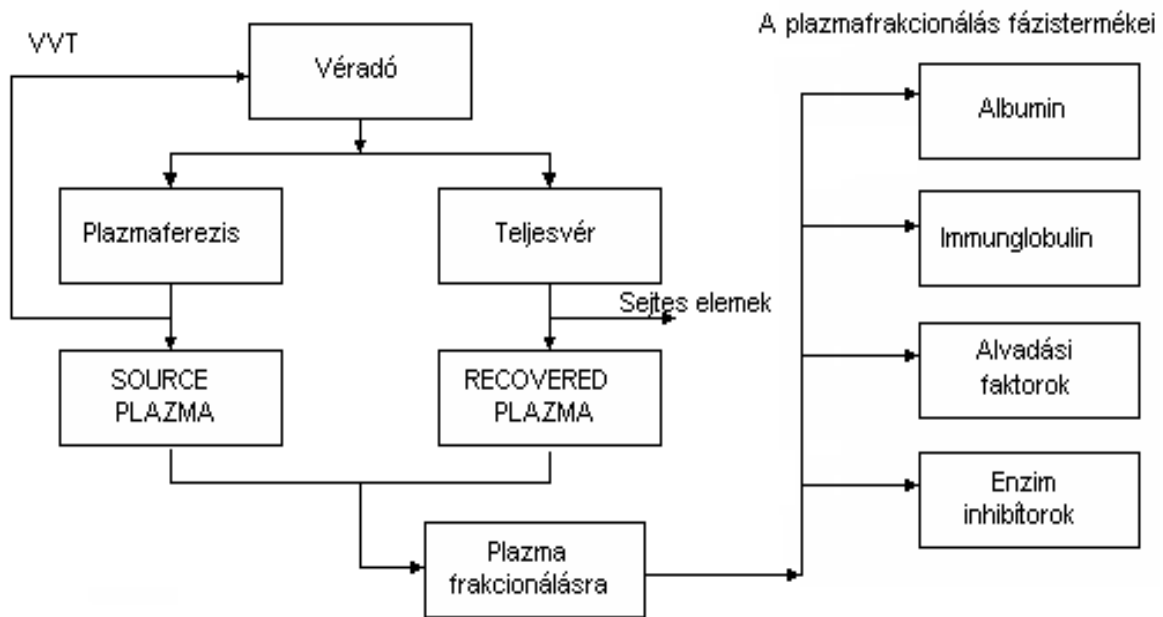 A plazmafrakcionálás fázistermékei
VVT
Véradó
Albumin
Plazmaferezis
Teljesvér
Immunglobulin
Sejtes elemek
SOURCE
PLAZMA
RECOVERED
PLAZMA
Alvadási
faktorok
Enzim
inhibítorok
Plazma
frakcionálásra